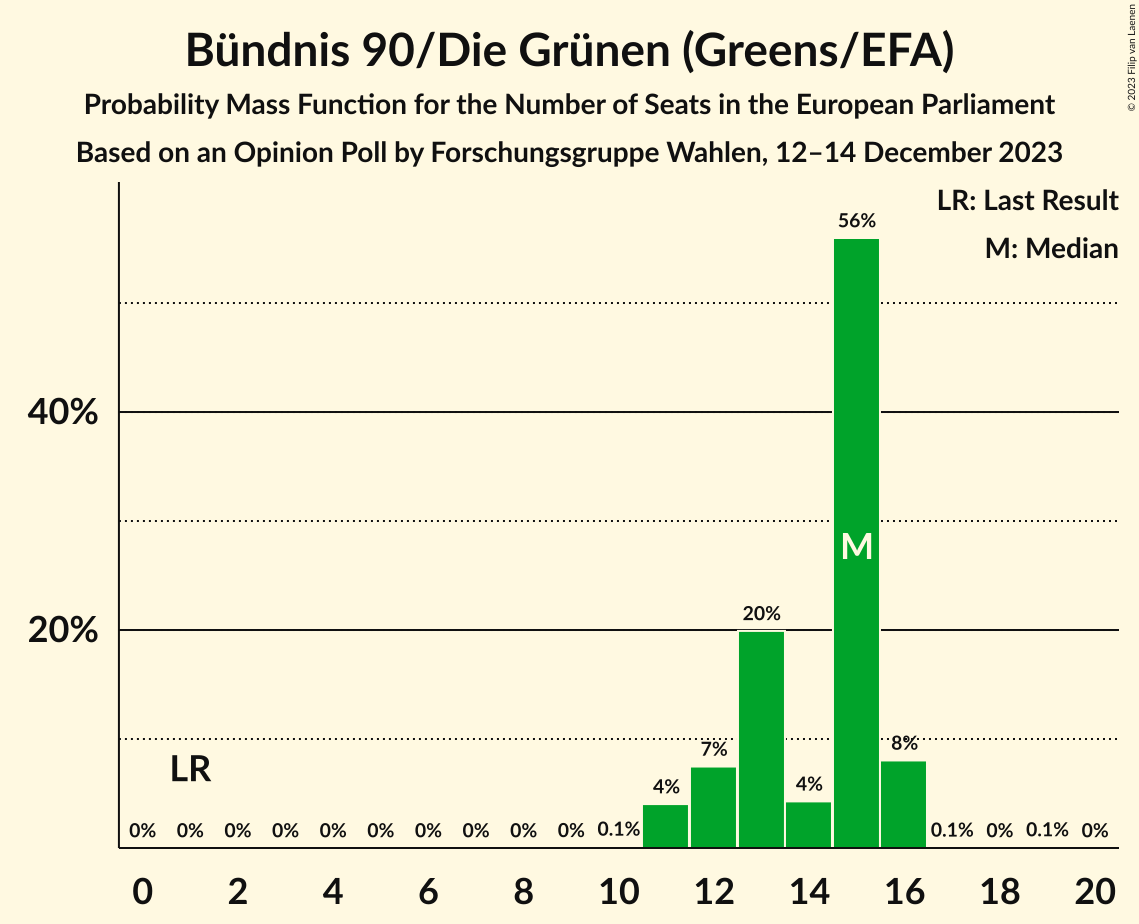 Bündnis 90/Die Grünen (Greens/EFA)
Probability Mass Function for the Number of Seats in the European Parliament
Based on an Opinion Poll by Forschungsgruppe Wahlen, 12–14 December 2023
© 2023 Filip van Laenen
LR: Last Result
M: Median
56%
40%
M
20%
20%
LR
7%
8%
4%
4%
0% 0% 0% 0% 0% 0% 0% 0% 0% 0% 0.1% 0.1% 0% 0.1% 0%
0 2 4 6 8 10 12 14 16 18 20